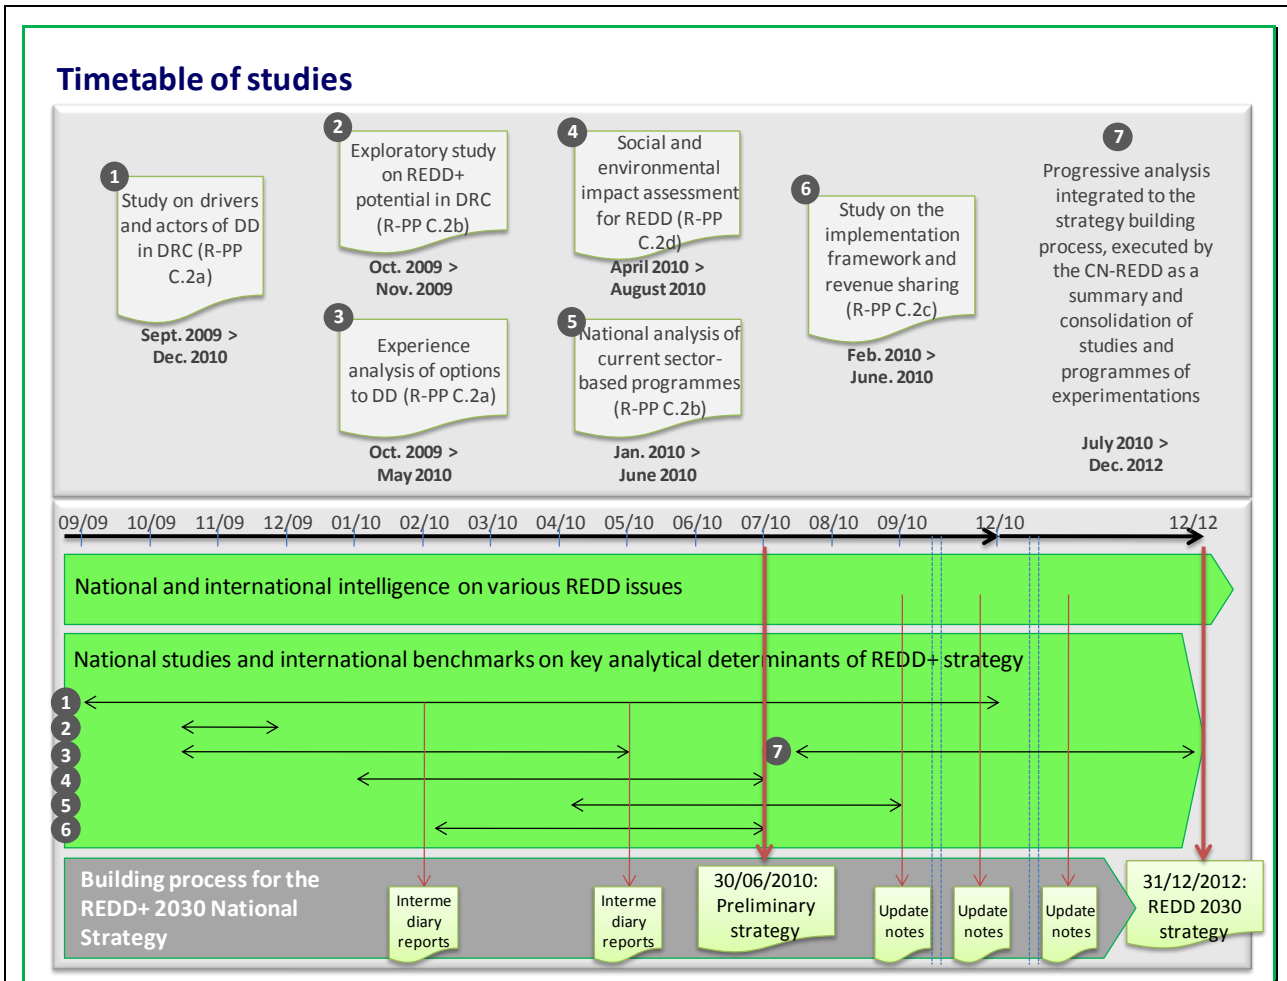 Timetable of studies
1
Study on drivers
and actors of DD
in DRC (R-PP
C.2a)
Sept. 2009 >
Dec. 2010
2
Exploratory study
on REDD+
potential in DRC
(R-PP C.2b)
Oct. 2009 >
Nov. 2009
3
Experience
analysis of options
to DD (R-PP C.2a)
Oct. 2009 >
May 2010
4
Social and
environmental
impact assessment
for REDD (R-PP
C.2d)
April 2010 >
August 2010
5
National analysis of
current sector-
based programmes
(R-PP C.2b)
Jan. 2010 >
June 2010
6
Study on the
implementation
framework and
revenue sharing
(R-PP C.2c)
Feb. 2010 >
June. 2010
7
Progressive analysis
integrated to the
strategy building
process, executed by
the CN-REDD as a
summary and
consolidation of
studies and
programmes of
experimentations
July 2010 >
Dec. 2012
09/09 10/09 11/09 12/09 01/10 02/10 03/10 04/10 05/10 06/10 07/10 08/10 09/10 12/10 12/12
National and international intelligence on various REDD issues
National studies and international benchmarks on key analytical determinants of REDD+ strategy
1
2
3
7
4
5
6
Building process for the
REDD+ 2030 National
Strategy
Interme
diary
reports
Interme
diary
reports
30/06/2010:
Preliminary
strategy
Update
notes
Update
notes
Update
notes
31/12/2012:
REDD 2030
strategy